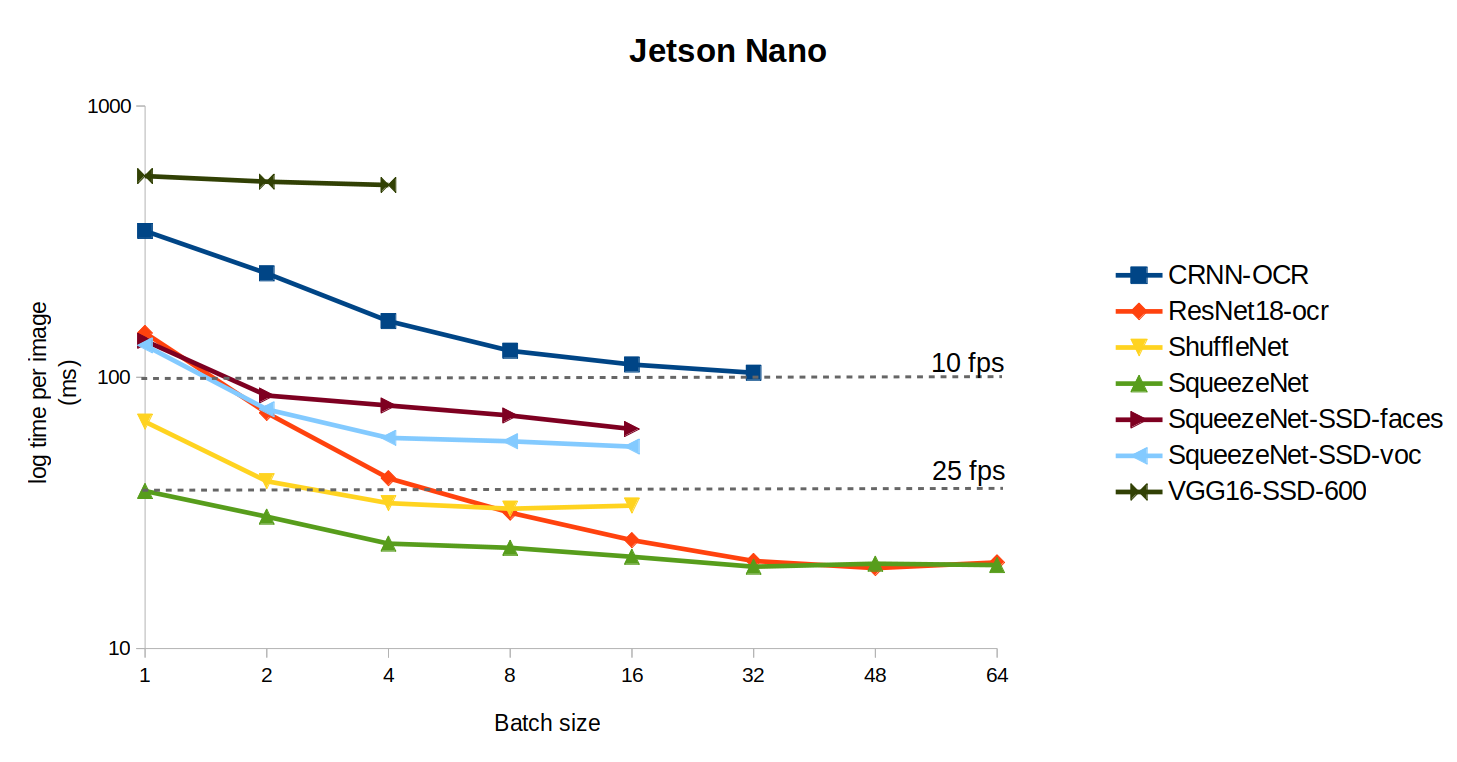 Jetson Nano
1000
100
10
log time per image
(ms)
10 fps
25 fps
1 2 4 8 16 32 48 64
Batch size
CRNN-OCR
ResNet18-ocr
ShuffleNet
SqueezeNet
SqueezeNet-SSD-faces
SqueezeNet-SSD-voc
VGG16-SSD-600